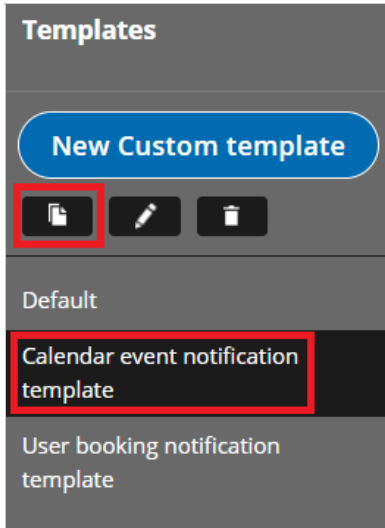 Templates
New Custom template
Default
Calendar event notification
template
User booking notification
template